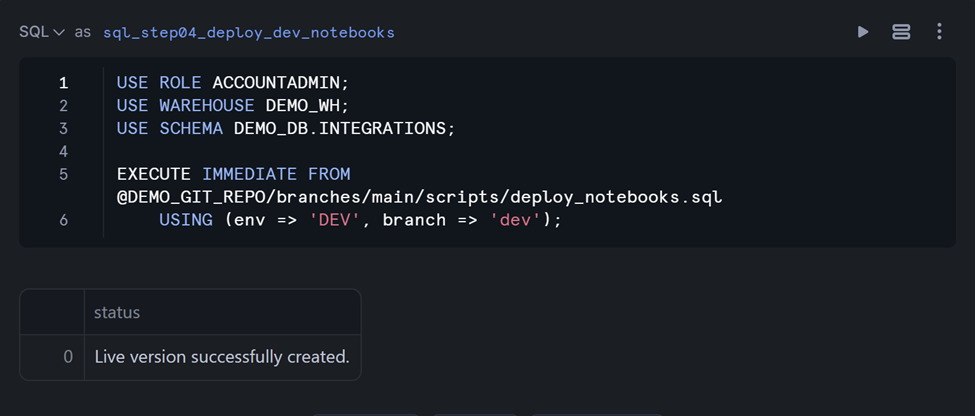 SQL as sql_step04_deploy_dev_notebooks
1 USE ROLE ACCOUNTADMIN;
2 USE WAREHOUSE DEMO_WH;
3 USE SCHEMA DEMO_DB.INTEGRATIONS;
4
5 EXECUTE IMMEDIATE FROM
@DEMO_GIT_REPO/branches/main/scripts/deploy_notebooks.sql
6 USING (env => 'DEV', branch => 'dev');
status
0 Live version successfully created.